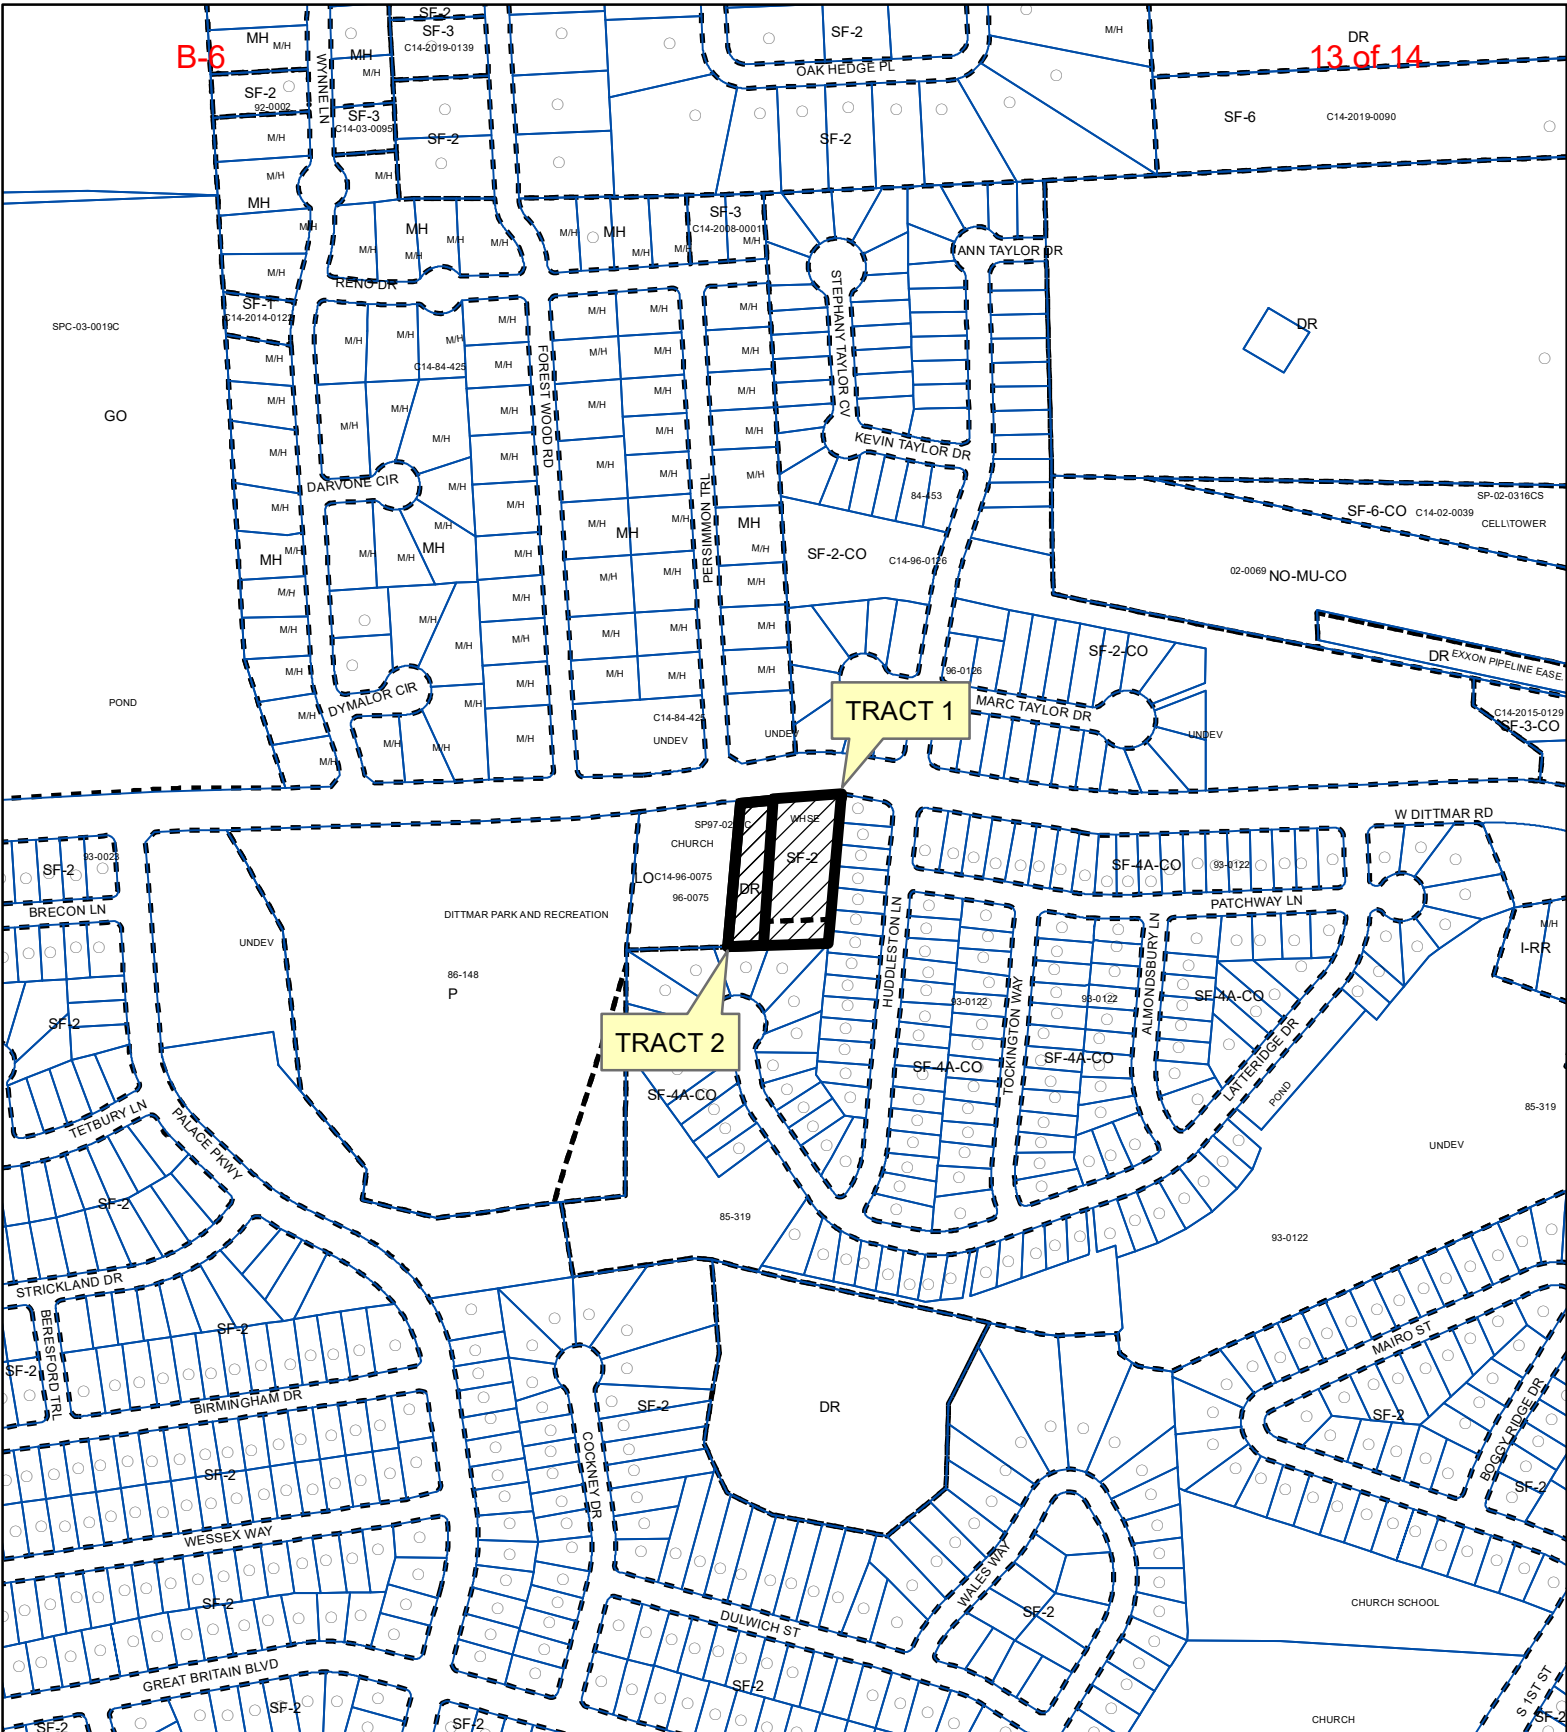 B-6
13 of 14
MH
M/H
WYNNE LN
MH
M/H
SF-2
SF-3
C14-2019-0139
SF-2
OAK HEDGE PL
M/H
DR
SF-2
92-0002
SF-3
C14-03-0095
SF-2
SF-2
SF-6
C14-2019-0090
M/H
M/H
M/H
MH
M/H
M/H
MH
M/H
M/H
M/H
M/H
MH
M/H
M/H
SF-3
C14-2008-0001
M/H
ANN TAYLOR DR
M/H
RENO DR
STEPHANY TAYLOR CV
SF-1
C14-2014-0122
SPC-03-0019C
M/H
M/H
M/H
M/H
M/H
M/H
M/H
DR
M/H
M/H
C14-84-425
M/H
FOREST WOOD RD
M/H
M/H
M/H
GO
M/H
M/H
M/H
M/H
M/H
M/H
M/H
M/H
M/H
M/H
M/H
KEVIN TAYLOR DR
M/H
M/H
M/H
M/H
M/H
DARVONE CIR
M/H
PERSIMMON TRL
84-453
SP-02-0316CS
SF-6-CO
C14-02-0039
CELL\TOWER
M/H
M/H
M/H
M/H
M/H
MH
MH
M/H
MH
M/H
M/H
M/H
MH
M/H
M/H
SF-2-CO
C14-96-0126
02-0069
NO-MU-CO
M/H
M/H
M/H
M/H
M/H
M/H
M/H
M/H
M/H
M/H
M/H
M/H
SF-2-CO
DR
EXXON PIPELINE EASE
M/H
M/H
M/H
M/H
M/H
96-0126
POND
DYMALOR CIR
M/H
M/H
TRACT 1
MARC TAYLOR DR
C14-2015-0129
SF-3-CO
C14-84-425
UNDEV
UNDEV
UNDEV
M/H
M/H
M/H
M/H
W DITTMAR RD
WHSE
CHURCH
SF-2
SF-2
93-0023
LO
C14-96-0075
96-0075
DR
SF-4A-CO
93-0122
BRECON LN
DITTMAR PARK AND RECREATION
PATCHWAY LN
UNDEV
HUDDLESTON LN
ALMONDSBURY LN
M/H
I-RR
86-148
P
TOCKINGTON WAY
93-0122
93-0122
SF-4A-CO
SF-2
TRACT 2
SF-4A-CO
SF-4A-CO
LATTERIDGE DR
SF-4A-CO
POND
85-319
TETBURY LN
PALACE PKWY
UNDEV
SF-2
85-319
93-0122
STRICKLAND DR
BERESFORD TRL
SF-2
MAIRO ST
SF-2
BIRMINGHAM DR
SF-2
DR
SF-2
BOGGY RIDGE DR
COCKNEY DR
SF-2
SF-2
WESSEX WAY
WALES WAY
SF-2
DULWICH ST
SF-2
CHURCH SCHOOL
GREAT BRITAIN BLVD
SF-2
SF-2
S 1ST ST
SF-2
SF-2
CHURCH
SF-2